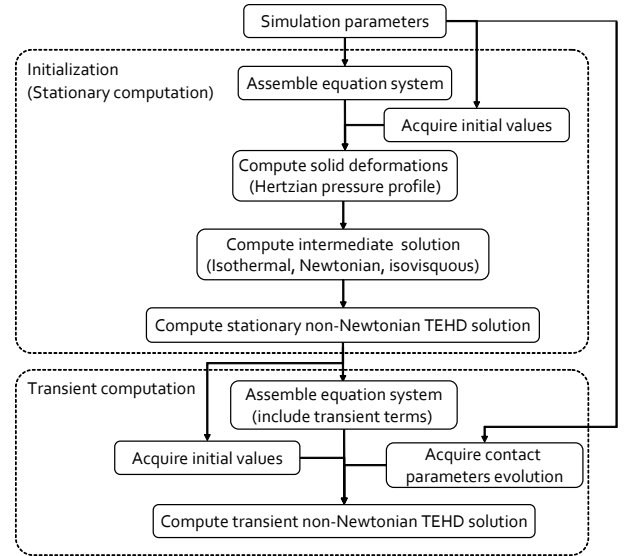 Simulation parameters
Initialization
(Stationary computation)
Assemble equation system
Acquire initial values
Compute solid deformations
(Hertzian pressure profile)
Compute intermediate solution
(Isothermal, Newtonian, isovisquous)
Compute stationary non-Newtonian TEHD solution
Transient computation
Assemble equation system
(include transient terms)
Acquire initial values
Acquire contact
parameters evolution
Compute transient non-Newtonian TEHD solution